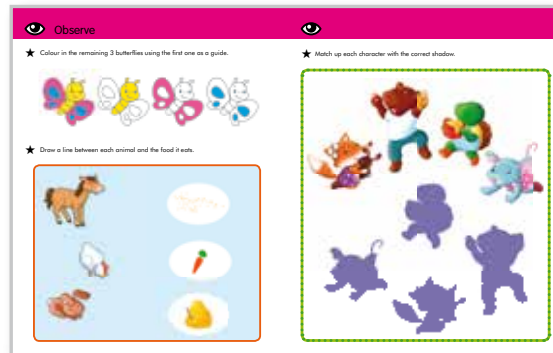 Observe
Colour in the remaining 3 butterflies using the first one as a guide.
Draw a line between each animal and the food it eats.
Match up each character with the correct shadow.